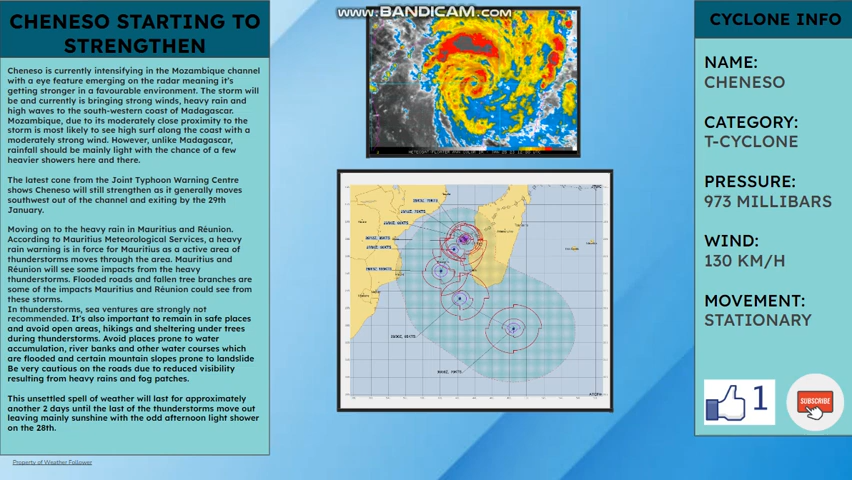 www.BANDICAM.com
CHENESO STARTING TO
STRENGTHEN
Cheneso is currently intensifying in the Mozambique channel
with a eye feature emerging on the radar meaning it's
getting stronger in a favourable environment. The storm will
be and currently is bringing strong winds, heavy rain and
high waves to the south-western coast of Madagascar.
Mozambique, due to its moderately close proximity to the
storm is most likely to see high surf along the coast with a
moderately strong wind. However, unlike Madagascar,
rainfall should be mainly light with the chance of a few
heavier showers here and there.
The latest cone from the Joint Typhoon Warning Centre
shows Cheneso will still strengthen as it generally moves
southwest out of the channel and exiting by the 29th
January.
Moving on to the heavy rain in Mauritius and Réunion.
According to Mauritius Meteorological Services, a heavy
rain warning is in force for Mauritius as a active area of
thunderstorms moves through the area. Mauritius and
Réunion will see some impacts from the heavy
thunderstorms. Flooded roads and fallen tree branches are
some of the impacts Mauritius and Réunion could see from
these storms.
In thunderstorms, sea ventures are strongly not
recommended. It's also important to remain in safe places
and avoid open areas, hikings and sheltering under trees
during thunderstorms. Avoid places prone to water
accumulation, river banks and other water courses which
are flooded and certain mountain slopes prone to landslide
Be very cautious on the roads due to reduced visibility
resulting from heavy rains and fog patches.
This unsettled spell of weather will last for approximately
another 2 days until the last of the thunderstorms move out
leaving mainly sunshine with the odd afternoon light shower
on the 28th.
Property of Weather Follower
CYCLONE INFO
NAME:
CHENESO
CATEGORY:
T-CYCLONE
PRESSURE:
973 MILLIBARS
WIND:
130 KM/H
MOVEMENT:
STATIONARY
1
SUBSCRIBE